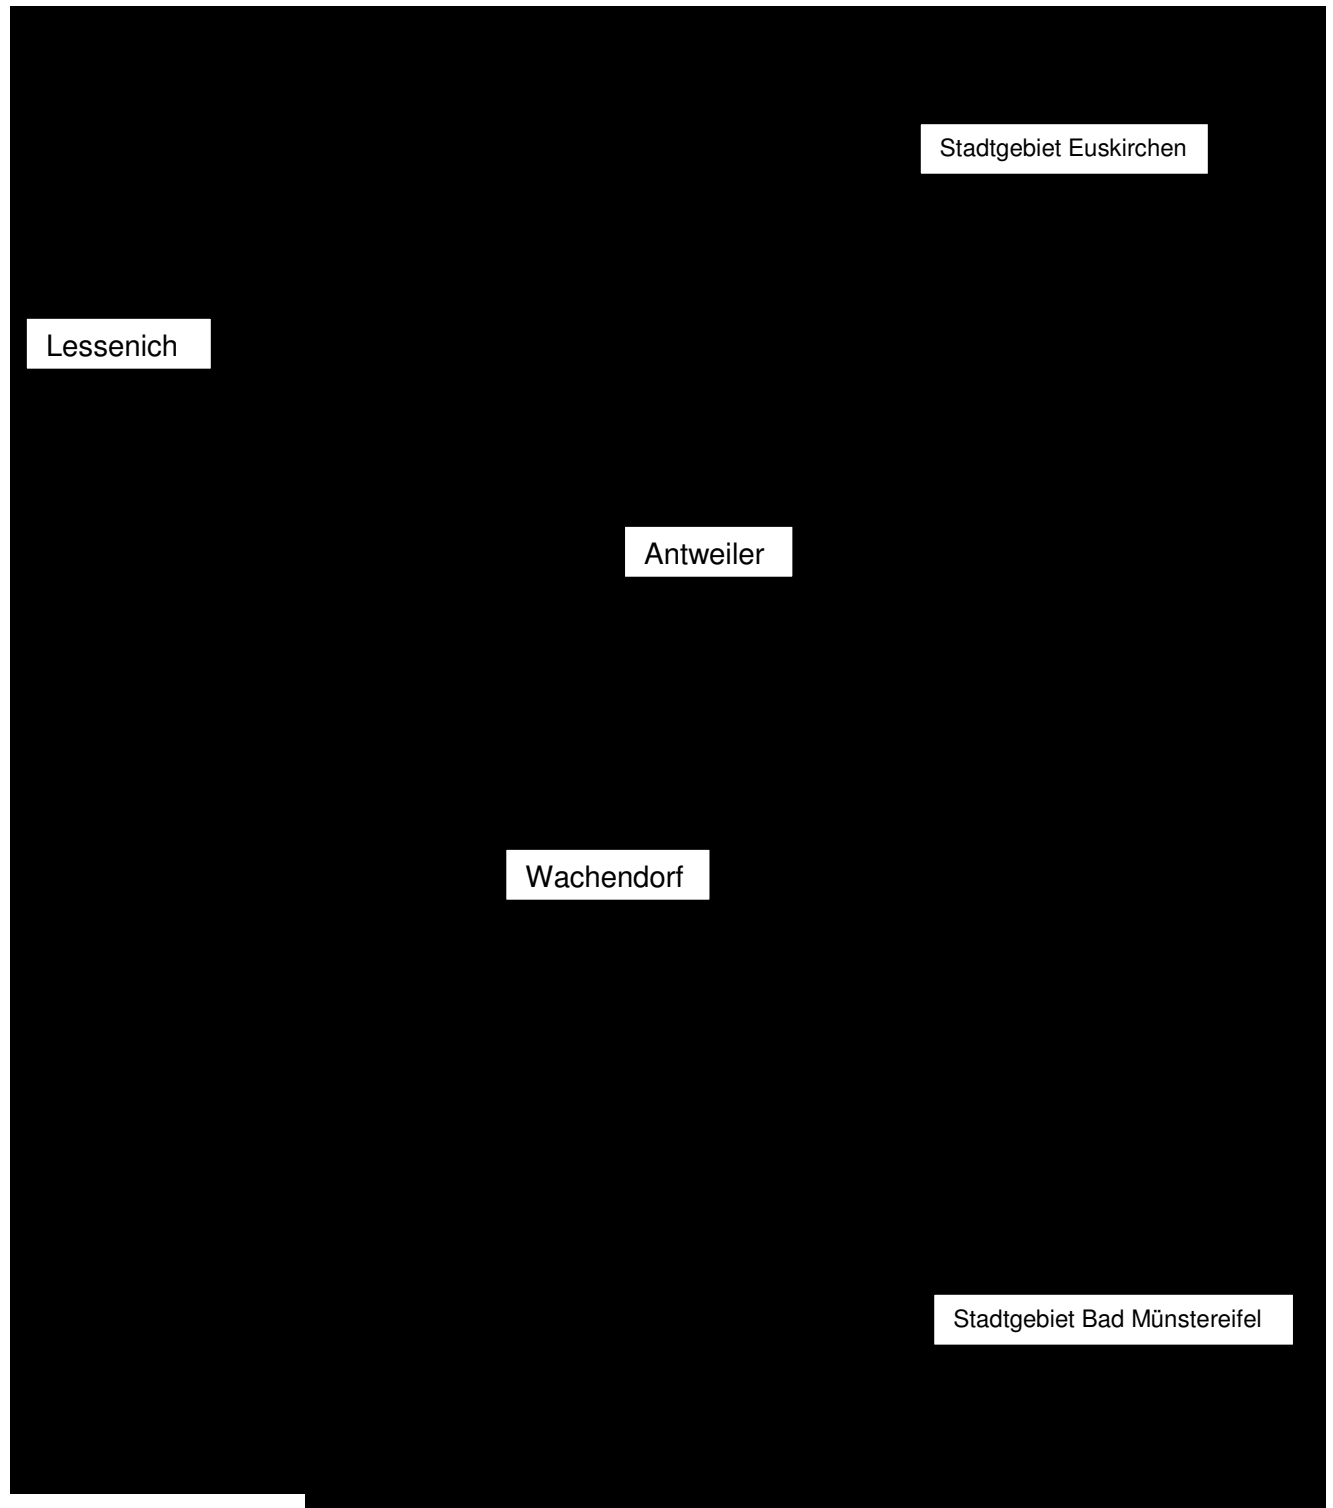 Stadtgebiet Euskirchen
Lessenich
Antweiler
Wachendorf
Stadtgebiet Bad Münstereifel